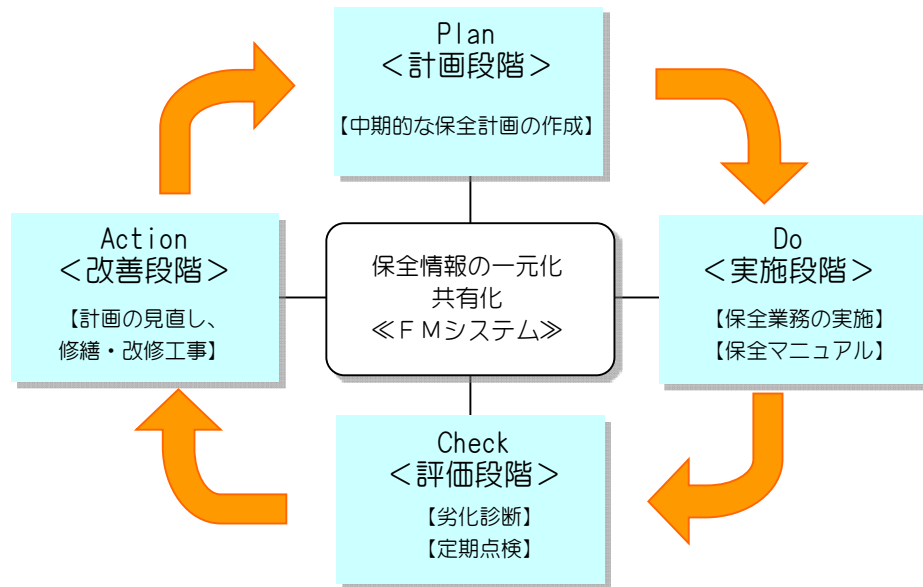 Plan
＜計画段階＞
【中期的な保全計画の作成】
Action
＜改善段階＞
【計画の見直し、
修繕・改修工事】
保全情報の一元化
共有化
≪ＦＭシステム≫
Do
＜実施段階＞
【保全業務の実施】
【保全マニュアル】
Check
＜評価段階＞
【劣化診断】
【定期点検】